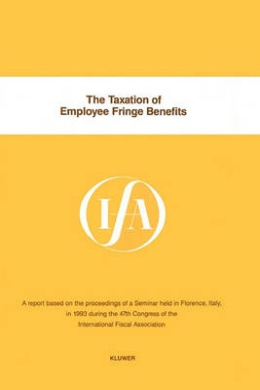 The Taxation of
Employee Fringe Benefits
IFA
A report based on the proceedings of a Seminar held in Florence, Italy,
in 1993 during the 47th Congress of the
International Fiscal Association
KLUWER